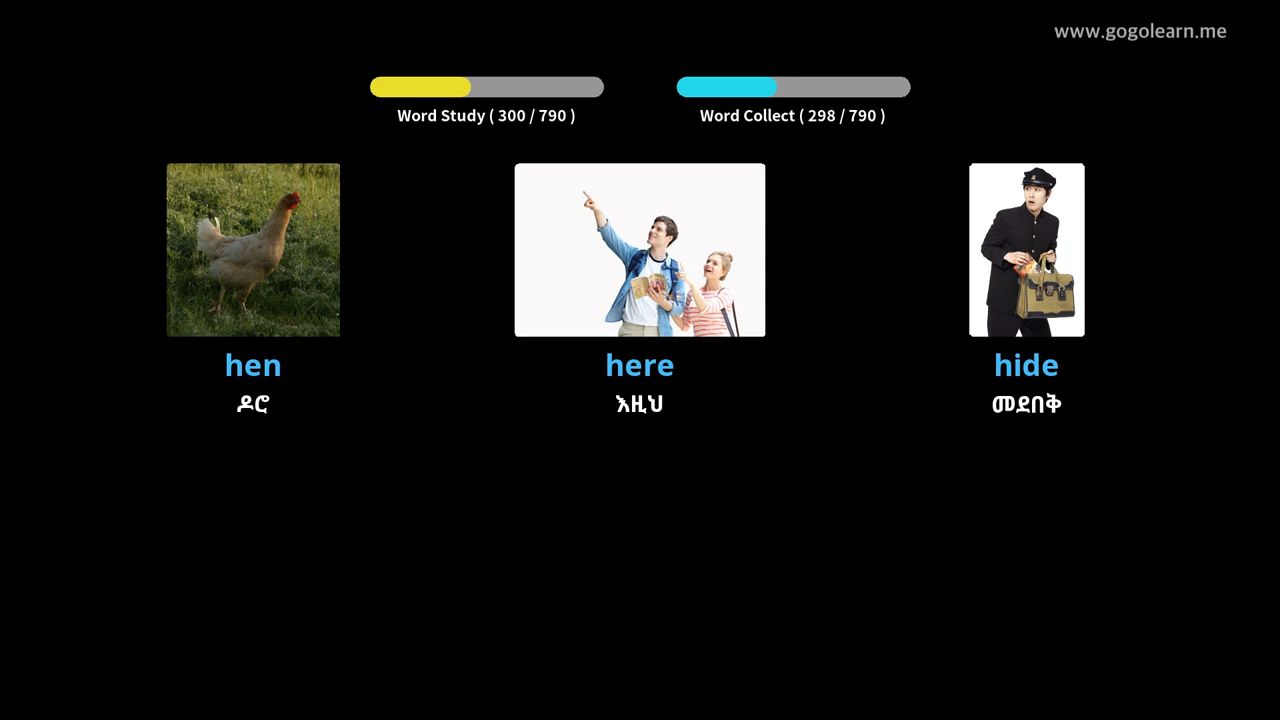 www.gogolearn.me
Word Study ( 300 / 790 )
Word Collect ( 298 / 790 )
hen
here
hide
ዶሮ
እዚህ
መደበቅ